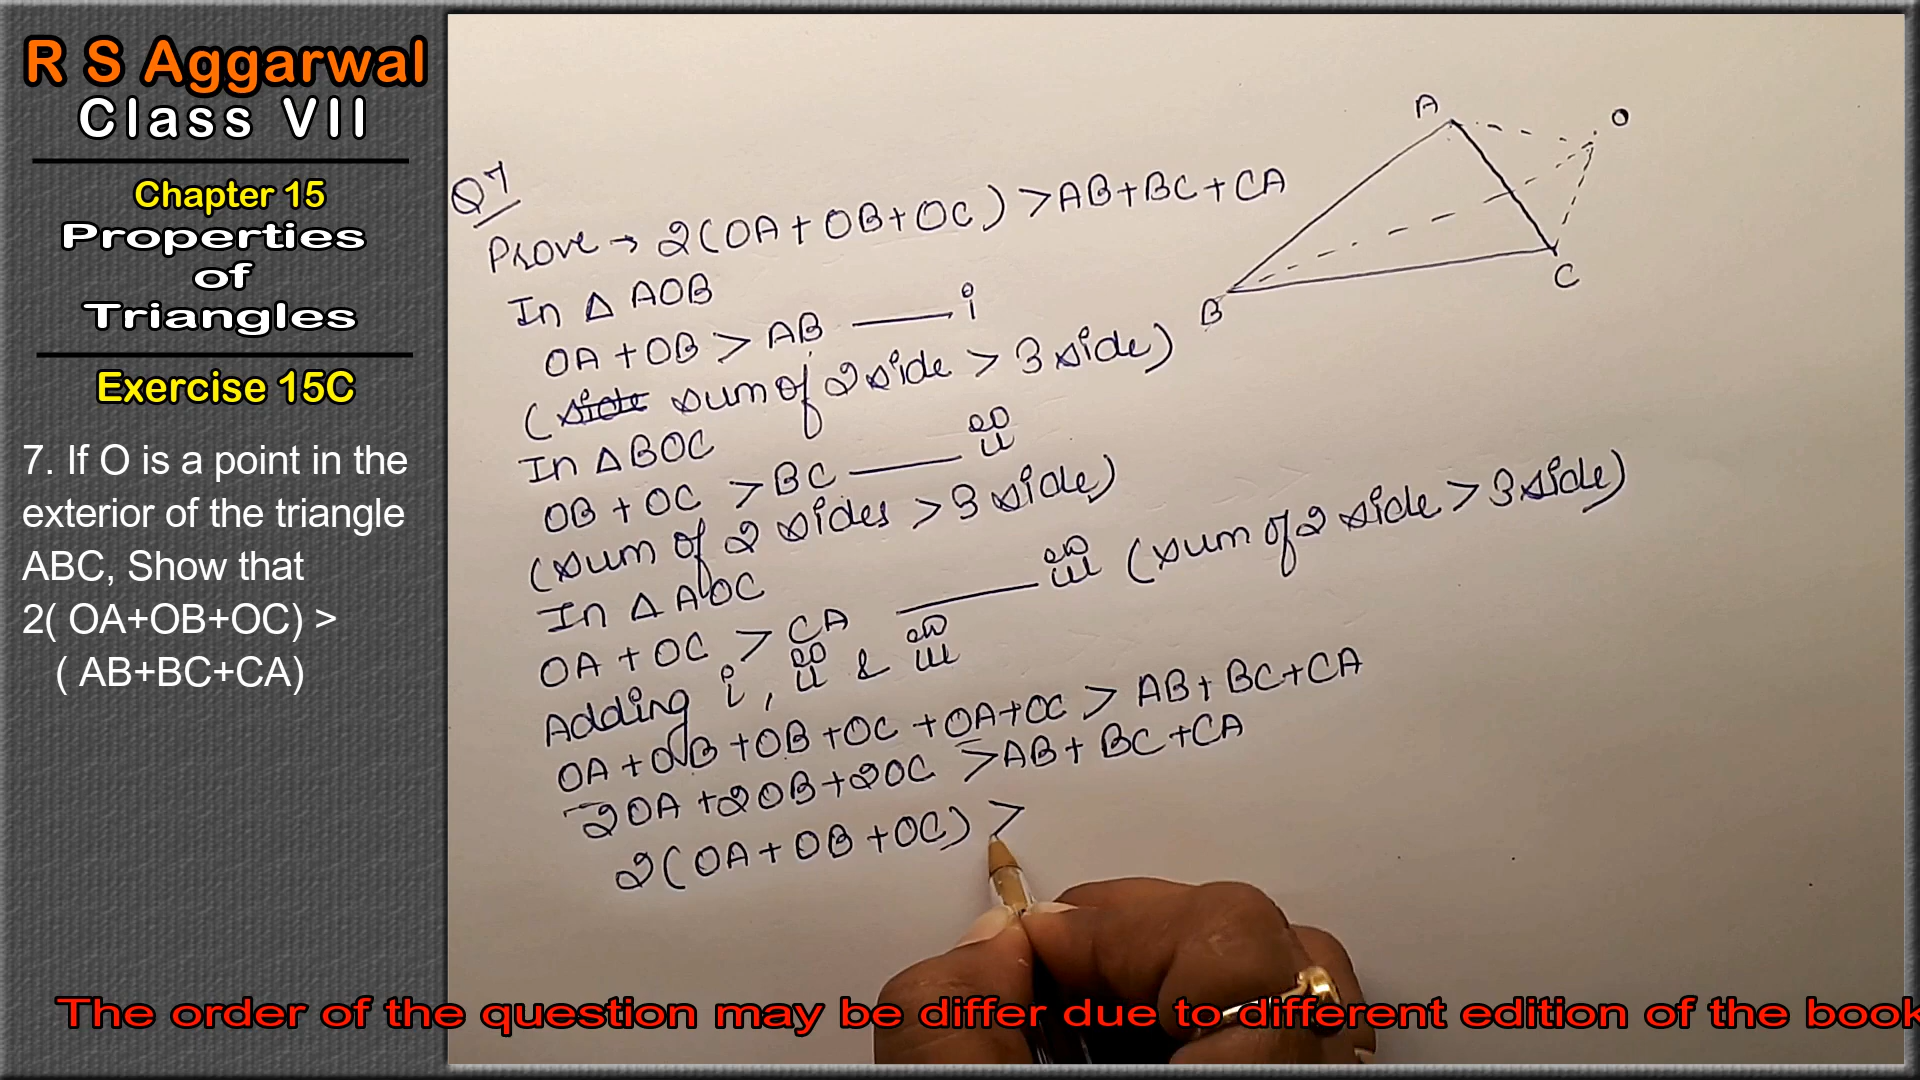 R S Aggarwal
Class VII
Chapter 15
Properties
of
Triangles
Exercise 15C
7. If O is a point in the
exterior of the triangle
ABC, Show that
2( OA+OB+OC) >
( AB+BC+CA)
Q7
Prove → 2(OA + OB + OC) > AB+BC+CA
In △ AOB
OA + OB > AB —— i
(side sum of 2 side > 3 side)
In △BOC
OB + OC > BC —— ii
(sum of 2 sides > 3 side)
In △ AOC
OA + OC > CA —— iii (sum of 2 side > 3 side)
Adding i, ii & iii
OA + OB + OB + OC + OA + OC > AB + BC + CA
2OA + 2OB + 2OC > AB + BC + CA
2(OA + OB + OC) >
A
O
B
C
The order of the question may be differ due to different edition of the book